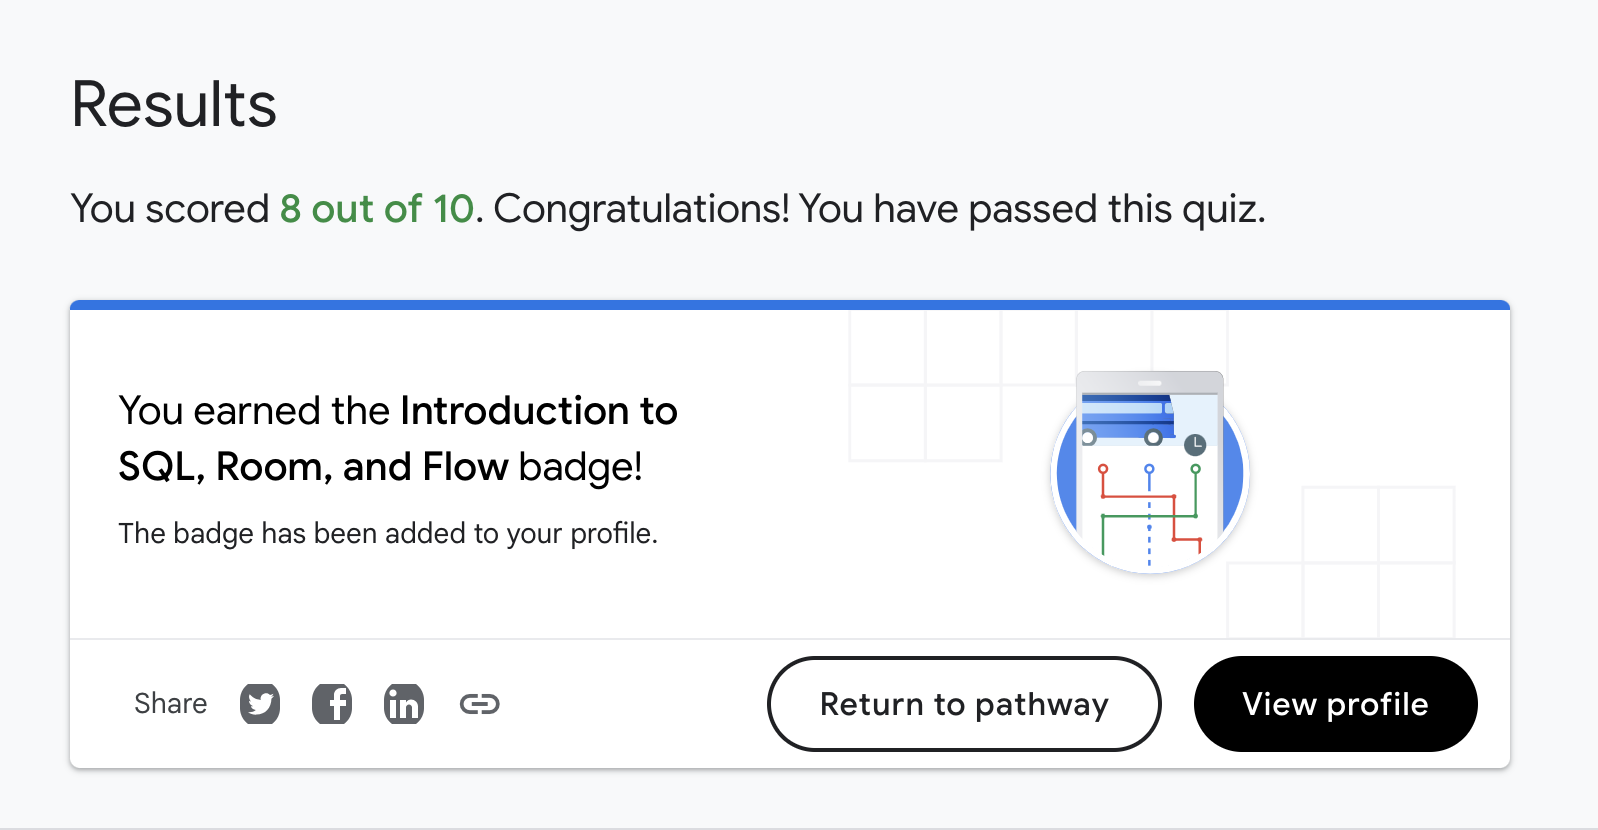 Results
You scored 8 out of 10. Congratulations! You have passed this quiz.
You earned the Introduction to
SQL, Room, and Flow badge!
The badge has been added to your profile.
Share
Return to pathway
View profile